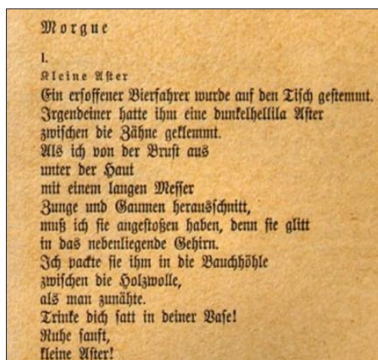 Morgue
I.
Kleine Aster
Ein ersoffener Bierfahrer wurde auf den Tisch gestemmt.
Irgendeiner hatte ihm eine dunkelhellila Aster
zwischen die Zähne geklemmt.
Als ich von der Brust aus
unter der Haut
mit einem langen Messer
Zunge und Gaumen herausschnitt,
muß ich sie angestoßen haben, denn sie glitt
in das nebenliegende Gehirn.
Ich packte sie ihm in die Bauchhöhle
zwischen die Holzwolle,
als man zunähte.
Trinke dich satt in deiner Vase!
Ruhe sanft,
kleine Aster!